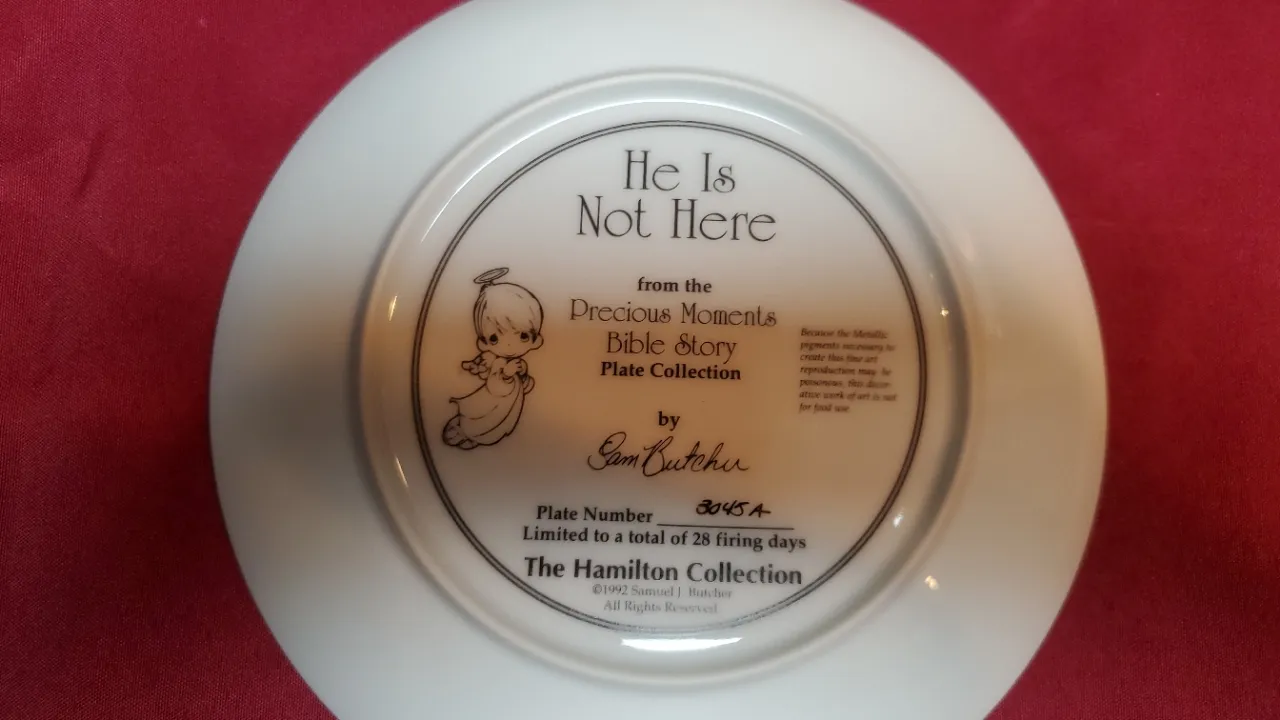 He Is
Not Here
from the
Precious Moments
Bible Story
Plate Collection
Because the Metallic
pigments necessary to
create this fine art
reproduction may be
poisonous, this decor-
ative work of art is not
for food use
by
Sam Butcher
Plate Number 3045 A
Limited to a total of 28 firing days
The Hamilton Collection
©1992 Samuel J. Butcher
All Rights Reserved